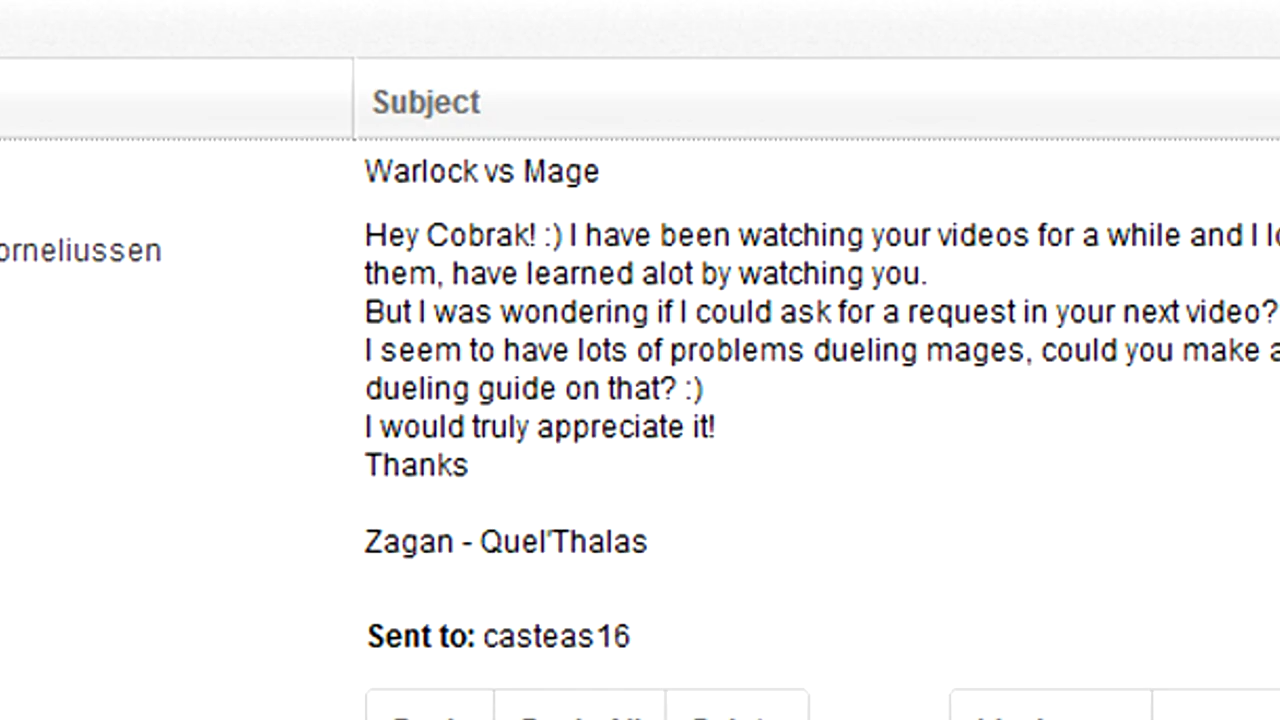 Subject
Warlock vs Mage
Hey Cobrak! :) I have been watching your videos for a while and I
them, have learned alot by watching you.
But I was wondering if I could ask for a request in your next video?
I seem to have lots of problems dueling mages, could you make a
dueling guide on that? :)
I would truly appreciate it!
Thanks
orneliussen
Zagan - Quel'Thalas
Sent to: casteas16